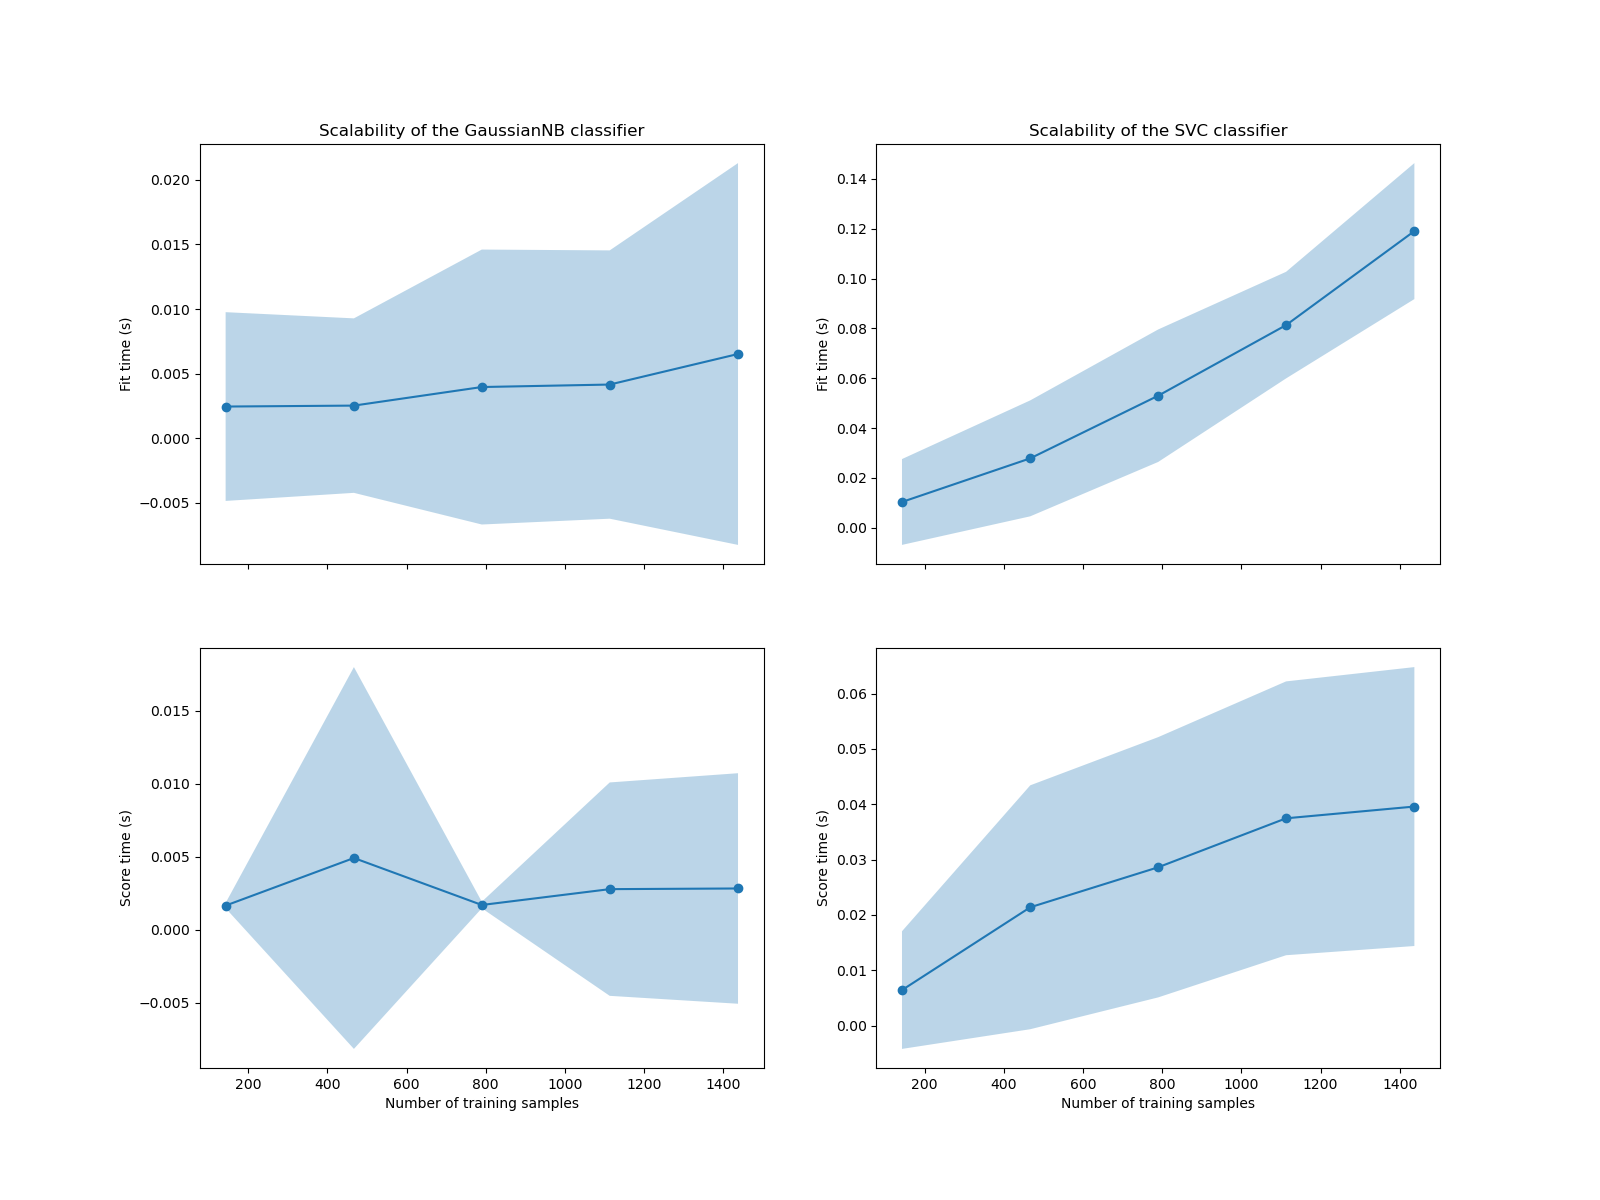 Scalability of the GaussianNB classifier
0.020
0.015
0.010
0.005
0.000
−0.005
Fit time (s)
Scalability of the SVC classifier
0.14
0.12
0.10
0.08
0.06
0.04
0.02
0.00
Fit time (s)
0.015
0.010
0.005
0.000
−0.005
Score time (s)
200 400 600 800 1000 1200 1400
Number of training samples
0.06
0.05
0.04
0.03
0.02
0.01
0.00
Score time (s)
200 400 600 800 1000 1200 1400
Number of training samples